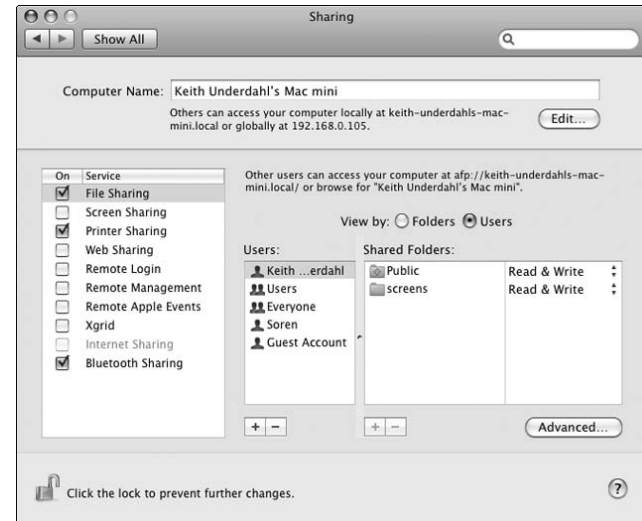 Sharing
Show All
Computer Name: Keith Underdahl's Mac mini
Others can access your computer locally at keith-underdahls-mac-
mini.local or globally at 192.168.0.105.
Edit...
On Service
File Sharing
Screen Sharing
Printer Sharing
Web Sharing
Remote Login
Remote Management
Remote Apple Events
Xgrid
Internet Sharing
Bluetooth Sharing
Other users can access your computer at afp://keith-underdahls-mac-
mini.local/ or browse for "Keith Underdahl's Mac mini".
View by: Folders Users
Users:
Keith ...erdahl
Users
Everyone
Soren
Guest Account
Shared Folders:
Public Read & Write
screens Read & Write
+ -
+ -
Advanced...
Click the lock to prevent further changes.
?